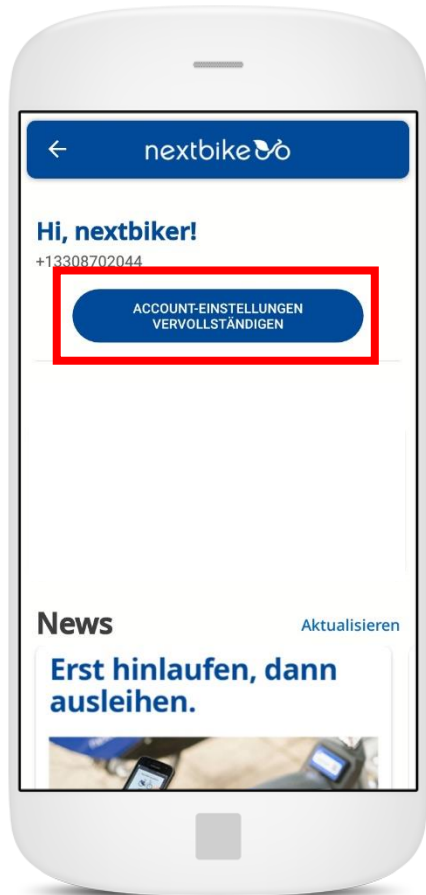 nextbike
Hi, nextbiker!
+13308702044
ACCOUNT-EINSTELLUNGEN
VERVOLLSTÄNDIGEN
News
Aktualisieren
Erst hinlaufen, dann
ausleihen.